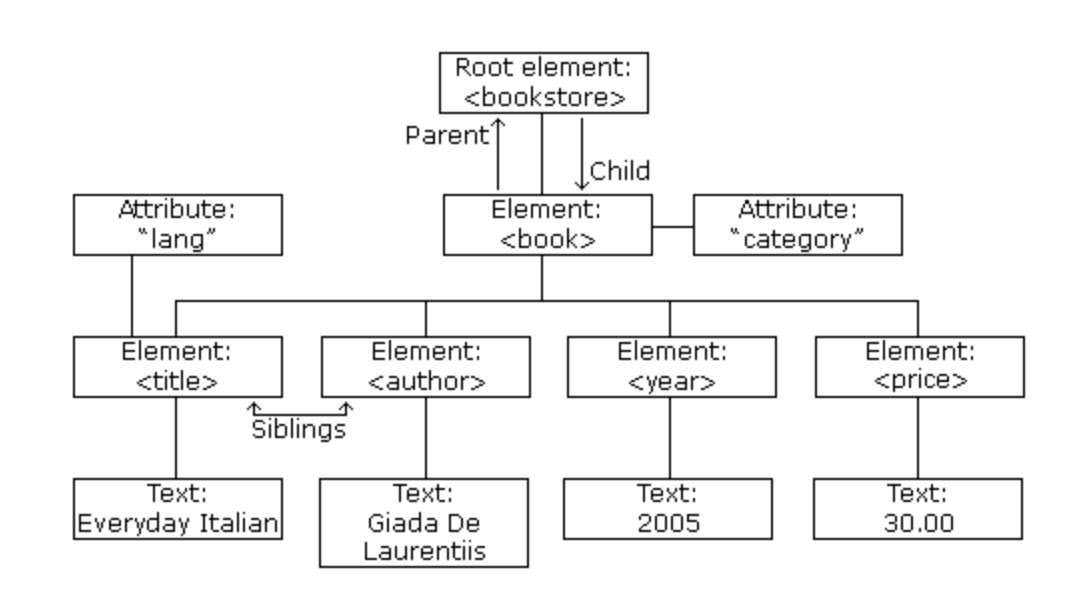 Root element:
<bookstore>
Parent
Child
Attribute:
“lang”
Element:
<book>
Attribute:
“category”
Element:
<title>
Element:
<author>
Element:
<year>
Element:
<price>
Siblings
Text:
Everyday Italian
Text:
Giada De
Laurentiis
Text:
2005
Text:
30.00